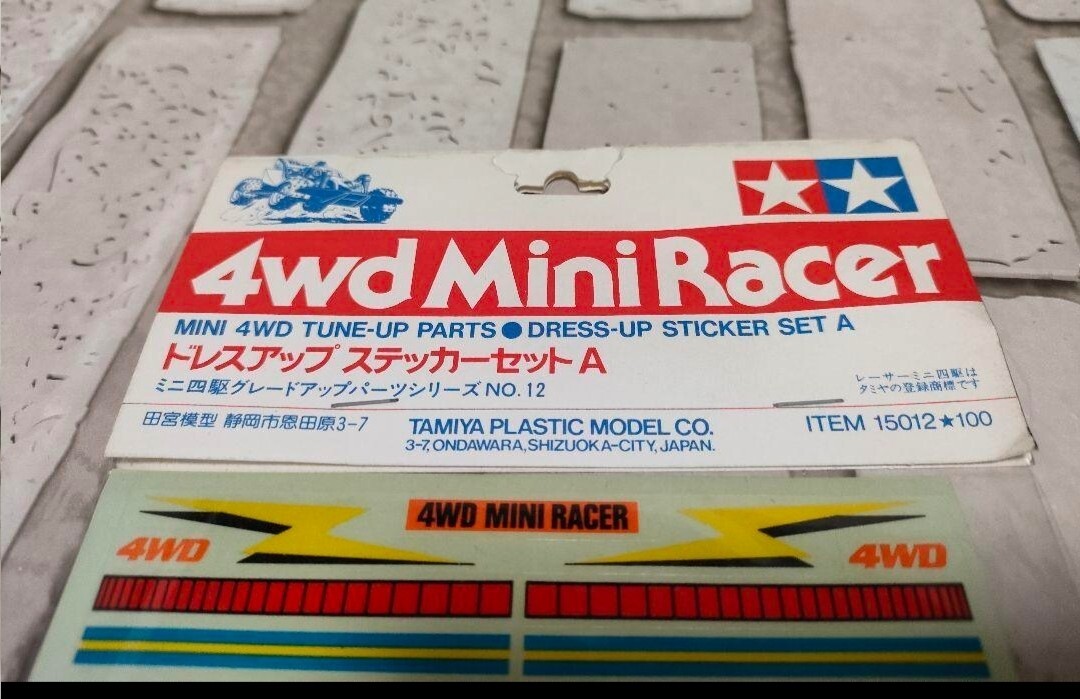 4wd Mini Racer
MINI 4WD TUNE-UP PARTS ● DRESS-UP STICKER SET A
ドレスアップ ステッカーセット A
ミニ四駆グレードアップパーツシリーズ NO. 12
レーサーミニ四駆は
タミヤの登録商標です
田宮模型 静岡市恩田原3-7
TAMIYA PLASTIC MODEL CO.
3-7, ONDAWARA, SHIZUOKA-CITY, JAPAN.
ITEM 15012★100
4WD MINI RACER
4WD
4WD